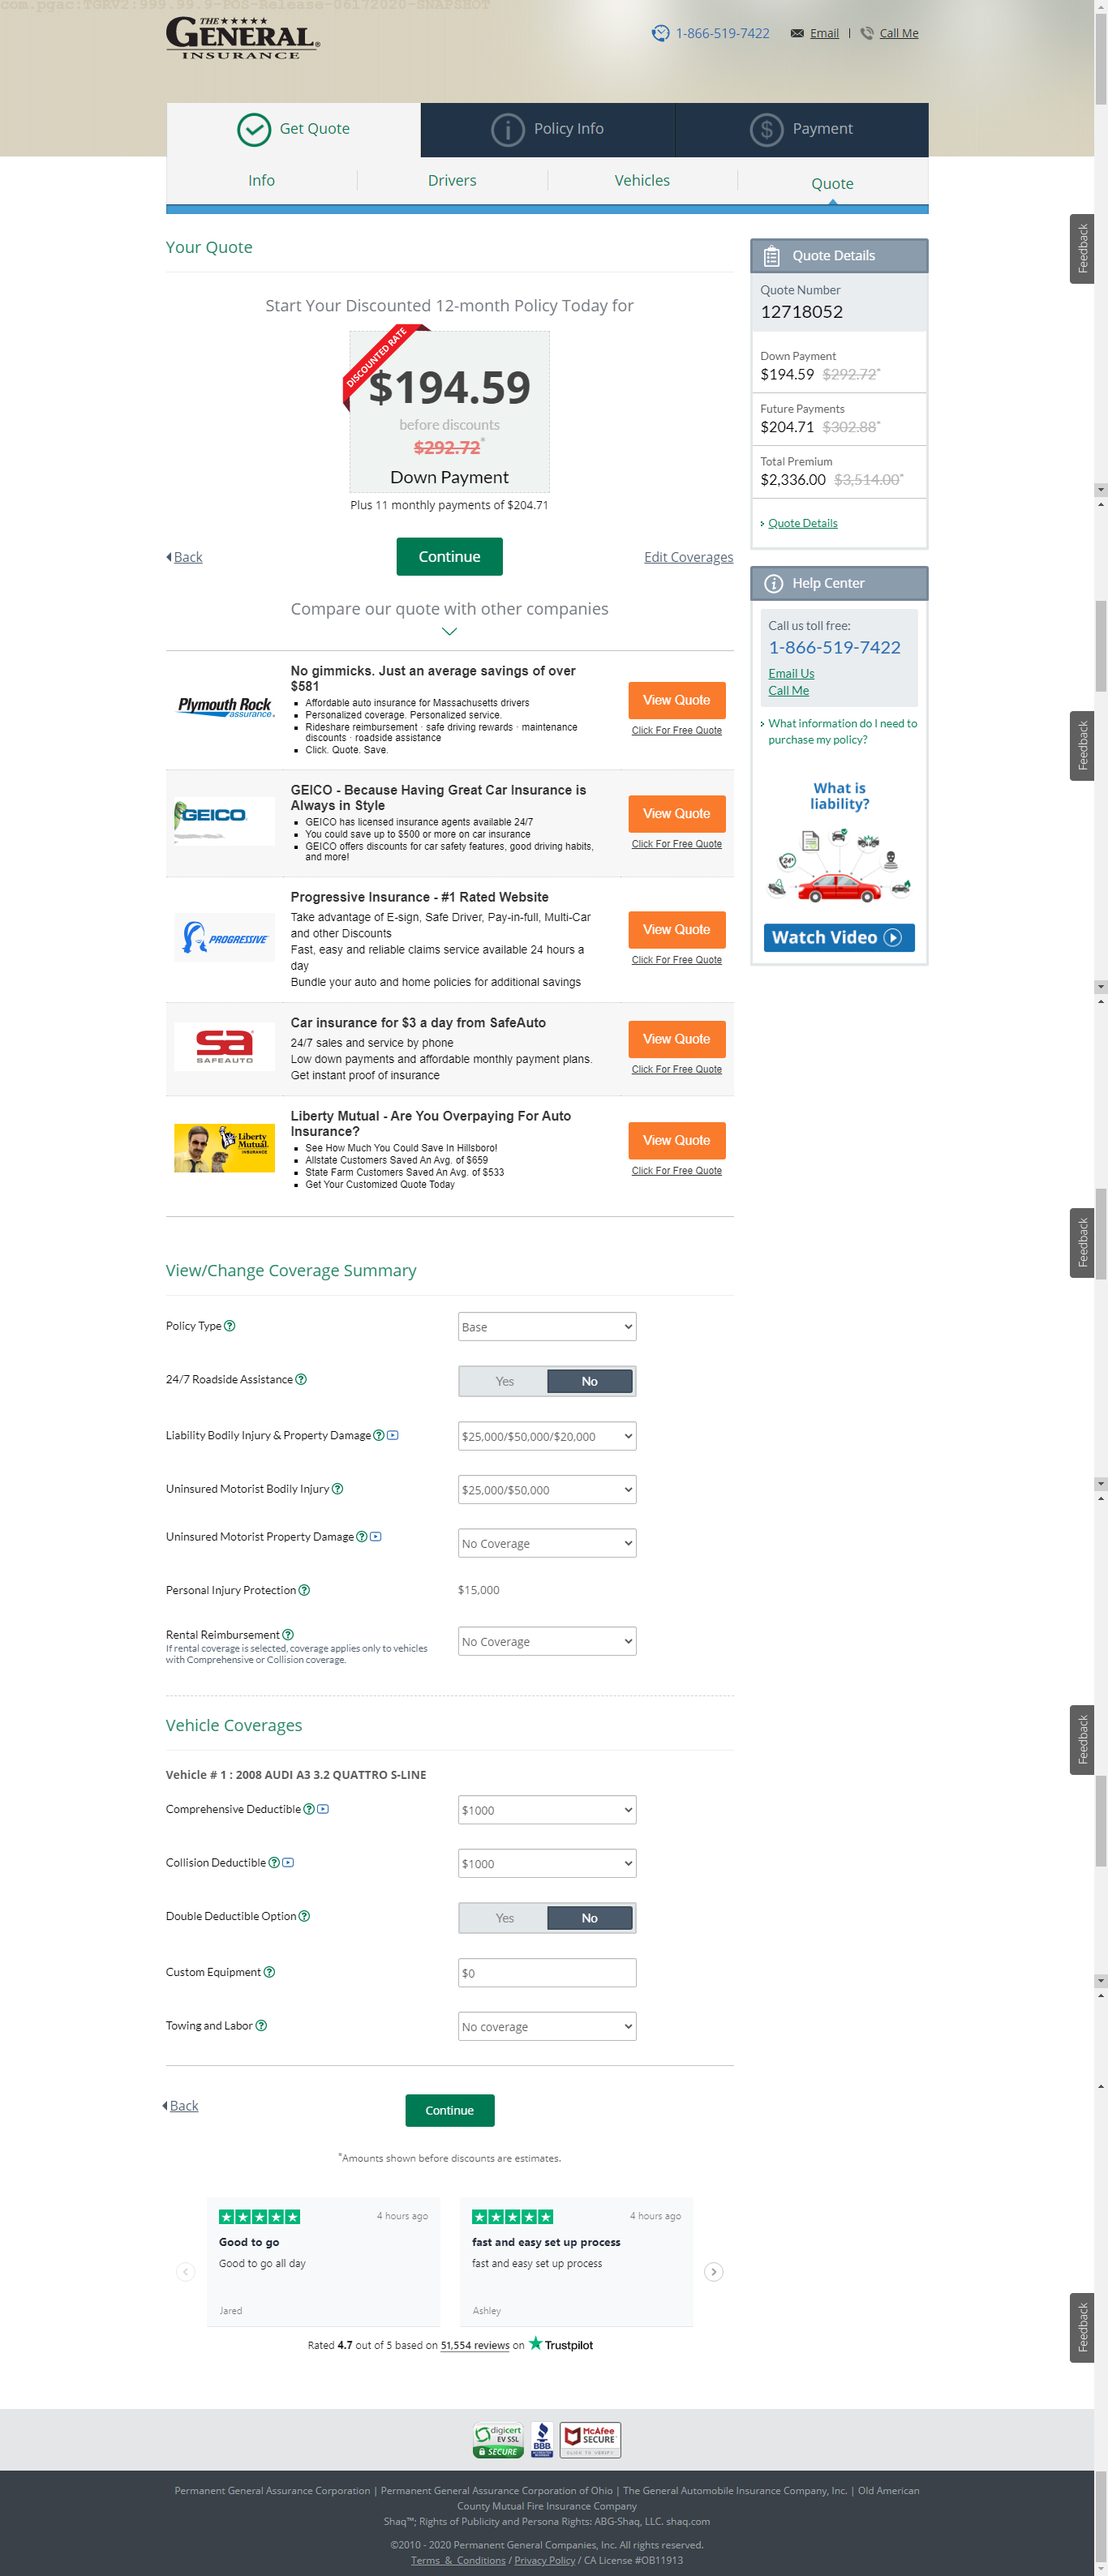 com.pgac:TGRV2:999.99.9-POS-Release-06172020-SNAPSHOT
THE GENERAL® INSURANCE
1-866-519-7422 Email | Call Me
Get Quote Policy Info Payment
Info Drivers Vehicles Quote
Your Quote
Start Your Discounted 12-month Policy Today for
DISCOUNTED RATE
$194.59
before discounts
$292.72*
Down Payment
Plus 11 monthly payments of $204.71
Back Continue Edit Coverages
Quote Details
Quote Number
12718052
Down Payment
$194.59 $292.72*
Future Payments
$204.71 $302.88*
Total Premium
$2,336.00 $3,514.00*
Quote Details
Help Center
Call us toll free:
1-866-519-7422
Email Us
Call Me
What information do I need to
purchase my policy?
What is
liability?
24H
Watch Video
Compare our quote with other companies
Plymouth Rock
assurance
No gimmicks. Just an average savings of over
$581
Affordable auto insurance for Massachusetts drivers
Personalized coverage. Personalized service.
Rideshare reimbursement · safe driving rewards · maintenance
discounts · roadside assistance
Click. Quote. Save.
View Quote
Click For Free Quote
GEICO
GEICO - Because Having Great Car Insurance is
Always in Style
GEICO has licensed insurance agents available 24/7
You could save up to $500 or more on car insurance
GEICO offers discounts for car safety features, good driving habits,
and more!
View Quote
Click For Free Quote
PROGRESSIVE
Progressive Insurance - #1 Rated Website
Take advantage of E-sign, Safe Driver, Pay-in-full, Multi-Car
and other Discounts
Fast, easy and reliable claims service available 24 hours a
day
Bundle your auto and home policies for additional savings
View Quote
Click For Free Quote
sa
SAFEAUTO
Car insurance for $3 a day from SafeAuto
24/7 sales and service by phone
Low down payments and affordable monthly payment plans.
Get instant proof of insurance
View Quote
Click For Free Quote
Liberty
Mutual.
INSURANCE
Liberty Mutual - Are You Overpaying For Auto
Insurance?
See How Much You Could Save In Hillsboro!
Allstate Customers Saved An Avg. of $659
State Farm Customers Saved An Avg. of $533
Get Your Customized Quote Today
View Quote
Click For Free Quote
View/Change Coverage Summary
Policy Type Base
24/7 Roadside Assistance Yes No
Liability Bodily Injury & Property Damage $25,000/$50,000/$20,000
Uninsured Motorist Bodily Injury $25,000/$50,000
Uninsured Motorist Property Damage No Coverage
Personal Injury Protection $15,000
Rental Reimbursement No Coverage
If rental coverage is selected, coverage applies only to vehicles
with Comprehensive or Collision coverage.
Vehicle Coverages
Vehicle # 1 : 2008 AUDI A3 3.2 QUATTRO S-LINE
Comprehensive Deductible $1000
Collision Deductible $1000
Double Deductible Option Yes No
Custom Equipment $0
Towing and Labor No coverage
Back Continue
*Amounts shown before discounts are estimates.
4 hours ago
Good to go
Good to go all day
Jared
4 hours ago
fast and easy set up process
fast and easy set up process
Ashley
Rated 4.7 out of 5 based on 51,554 reviews on Trustpilot
Feedback
Feedback
Feedback
Feedback
Feedback
digicert EV SSL SECURE
BBB
McAfee SECURE
CLICK TO VERIFY
Permanent General Assurance Corporation | Permanent General Assurance Corporation of Ohio | The General Automobile Insurance Company, Inc. | Old American
County Mutual Fire Insurance Company
Shaq™; Rights of Publicity and Persona Rights: ABG-Shaq, LLC. shaq.com
©2010 - 2020 Permanent General Companies, Inc. All rights reserved.
Terms & Conditions / Privacy Policy / CA License #OB11913